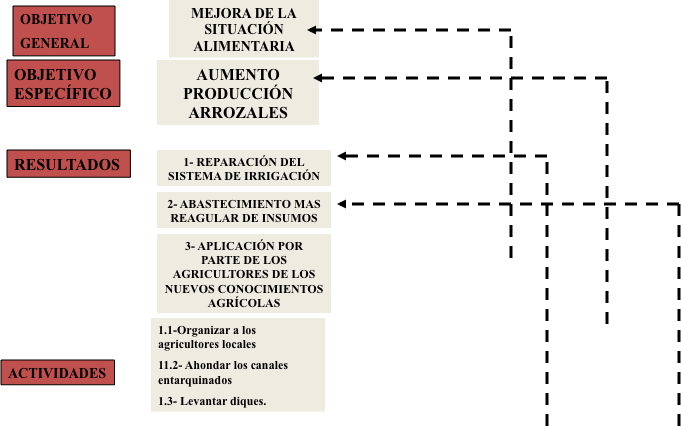 OBJETIVO
GENERAL
MEJORA DE LA
SITUACIÓN
ALIMENTARIA
OBJETIVO
ESPECÍFICO
AUMENTO
PRODUCCIÓN
ARROZALES
RESULTADOS
1- REPARACIÓN DEL
SISTEMA DE IRRIGACIÓN
2- ABASTECIMIENTO MAS
REAGULAR DE INSUMOS
3- APLICACIÓN POR
PARTE DE LOS
AGRICULTORES DE LOS
NUEVOS CONOCIMIENTOS
AGRÍCOLAS
ACTIVIDADES
1.1-Organizar a los
agricultores locales
11.2- Ahondar los canales
entarquinados
1.3- Levantar diques.